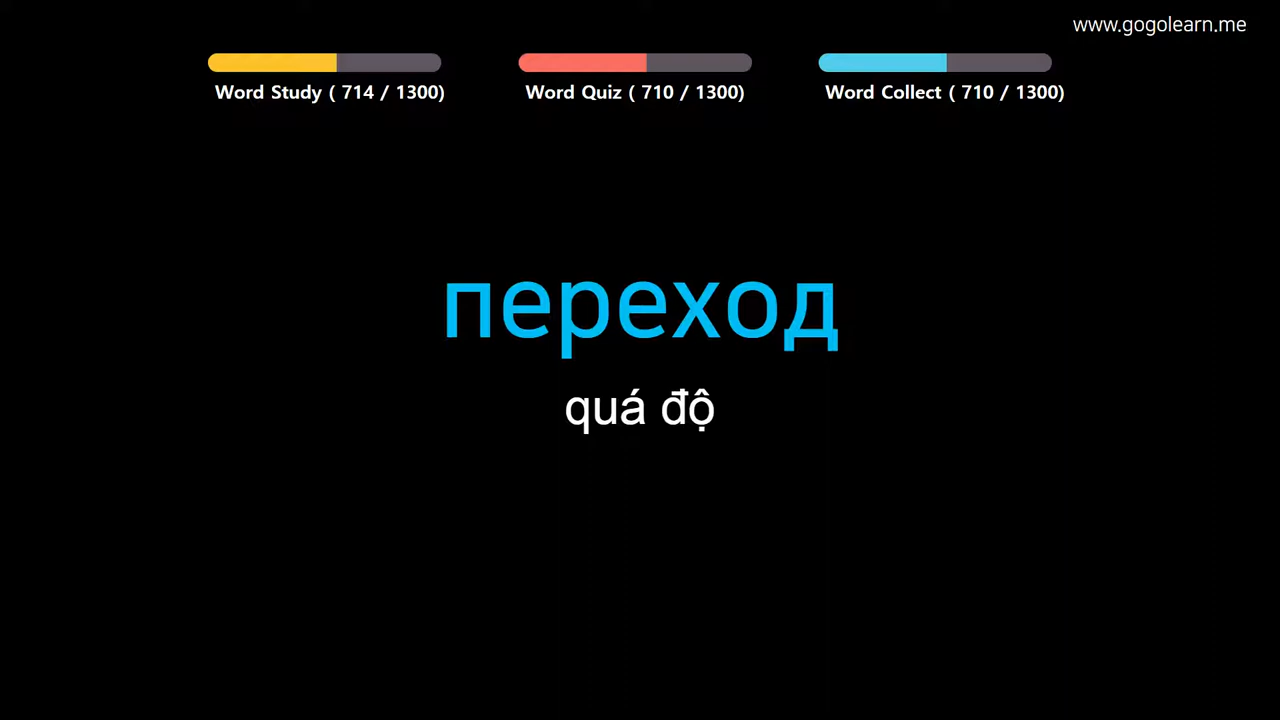 www.gogolearn.me
Word Study ( 714 / 1300)
Word Quiz ( 710 / 1300)
Word Collect ( 710 / 1300)
переход
quá độ